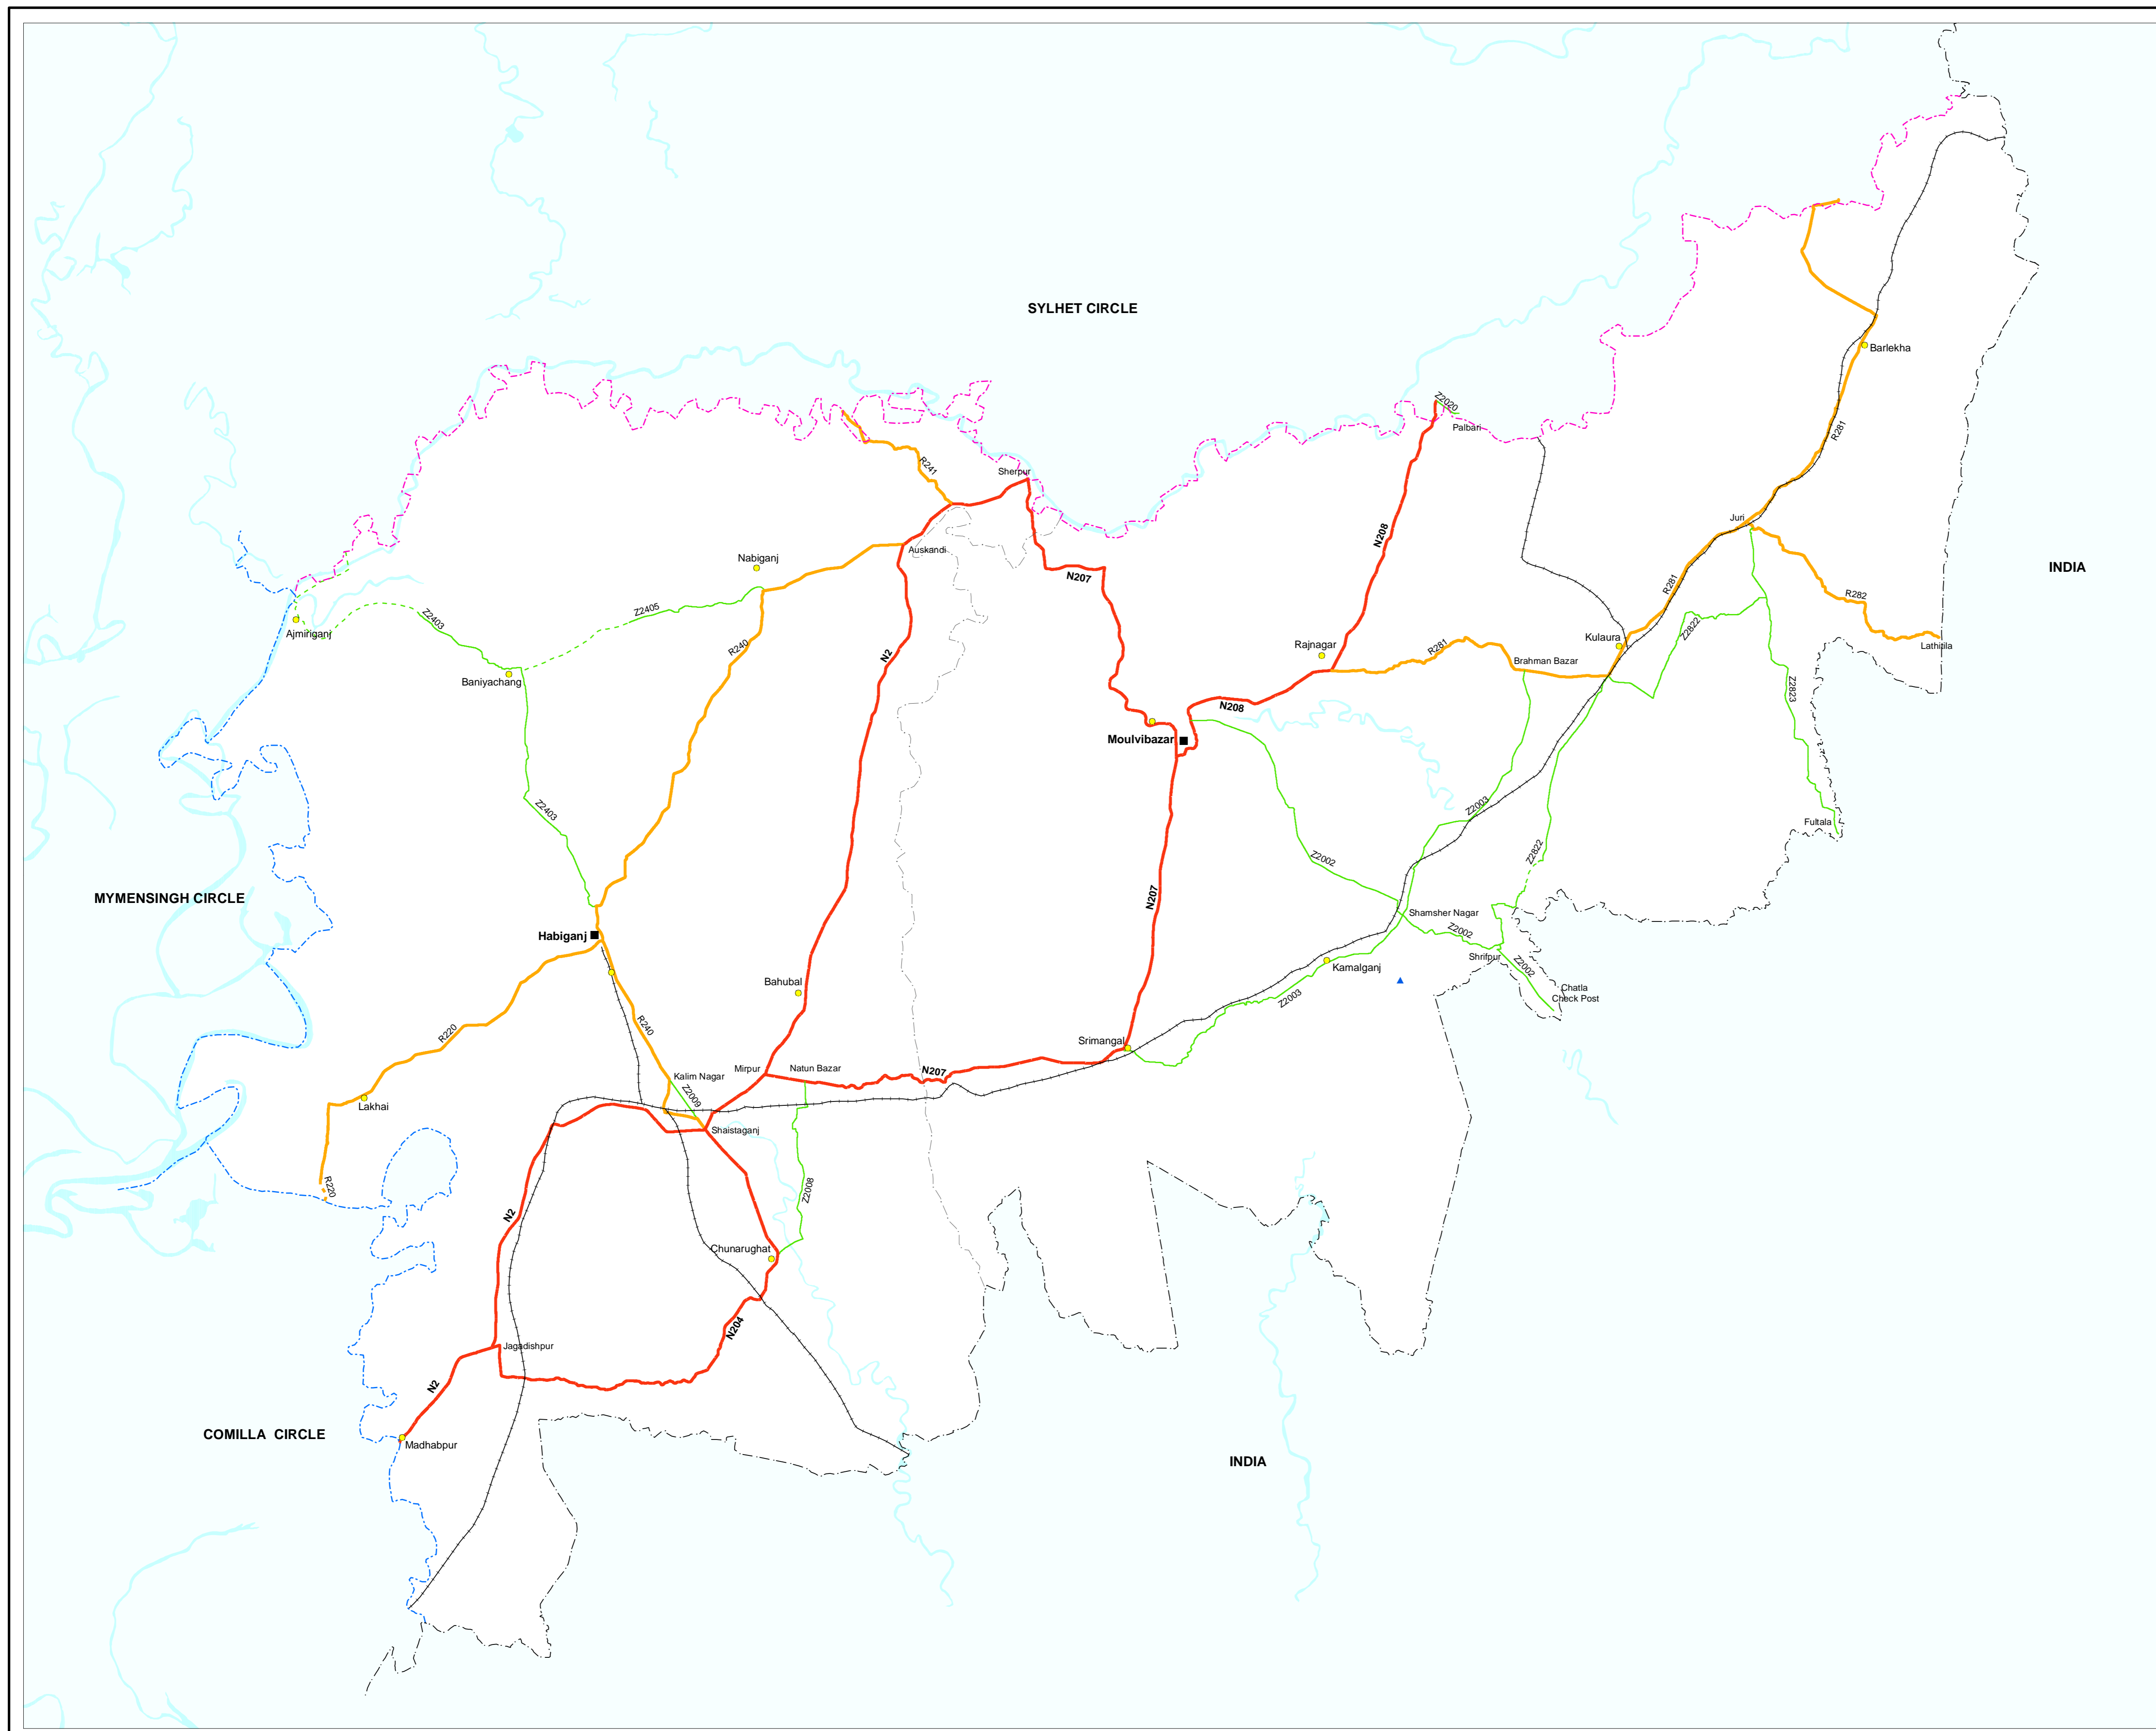 SYLHET CIRCLE
Barlekha
Z2020
Palbari
R281
R241
Sherpur
Juri
N208
Auskandi
Nabiganj
N207
INDIA
R281
R282
Z2405
Z2403
Ajmiriganj
Z2822
Kulaura
Lathitila
R240
N2
Rajnagar
R281
Brahman Bazar
Baniyachang
Z2823
N208
Moulvibazar
Z2403
Z2003
Fultala
Z2002
Z2822
MYMENSINGH CIRCLE
N207
Shamsher Nagar
Z2002
Habiganj
Shrifpur
Z2002
Kamalganj
Bahubal
Chatla
Check Post
Z2003
R240
R220
Srimangal
Mirpur
Natun Bazar
N207
Kalim Nagar
Z2009
Lakhai
Shaistaganj
R220
Z2008
N2
Chunarughat
N204
Jagadishpur
N2
COMILLA  CIRCLE
Madhabpur
INDIA